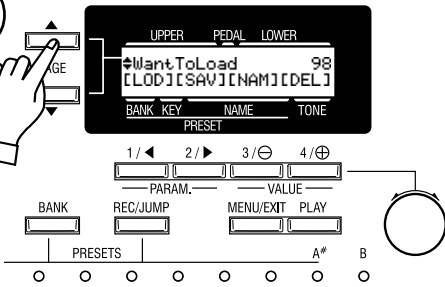 UPPER PEDAL LOWER
WantToLoad 98
[LOD][SAV][NAM][DEL]
BANK KEY NAME TONE
PRESET
AGE
1/◀ 2/▶ 3/⊖ 4/⊕
PARAM. VALUE
BANK REC/JUMP MENU/EXIT PLAY
PRESETS A# B